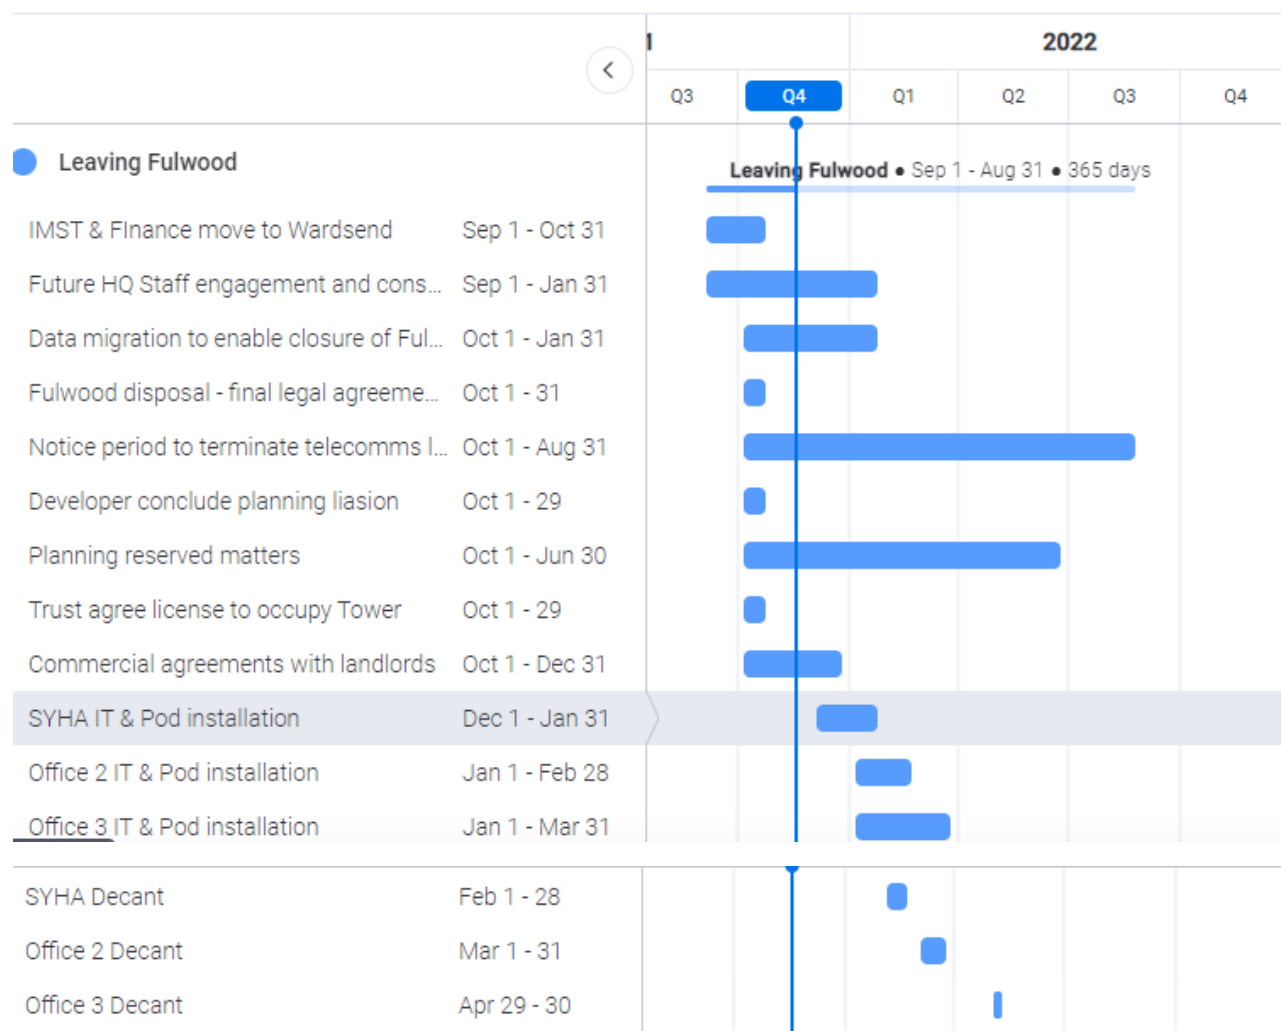 1
2022
Q3 Q4 Q1 Q2 Q3 Q4
Leaving Fulwood
Leaving Fulwood • Sep 1 - Aug 31 • 365 days
IMST & FInance move to Wardsend Sep 1 - Oct 31
Future HQ Staff engagement and cons... Sep 1 - Jan 31
Data migration to enable closure of Ful... Oct 1 - Jan 31
Fulwood disposal - final legal agreeme... Oct 1 - 31
Notice period to terminate telecomms l... Oct 1 - Aug 31
Developer conclude planning liasion Oct 1 - 29
Planning reserved matters Oct 1 - Jun 30
Trust agree license to occupy Tower Oct 1 - 29
Commercial agreements with landlords Oct 1 - Dec 31
SYHA IT & Pod installation Dec 1 - Jan 31
Office 2 IT & Pod installation Jan 1 - Feb 28
Office 3 IT & Pod installation Jan 1 - Mar 31
SYHA Decant Feb 1 - 28
Office 2 Decant Mar 1 - 31
Office 3 Decant Apr 29 - 30